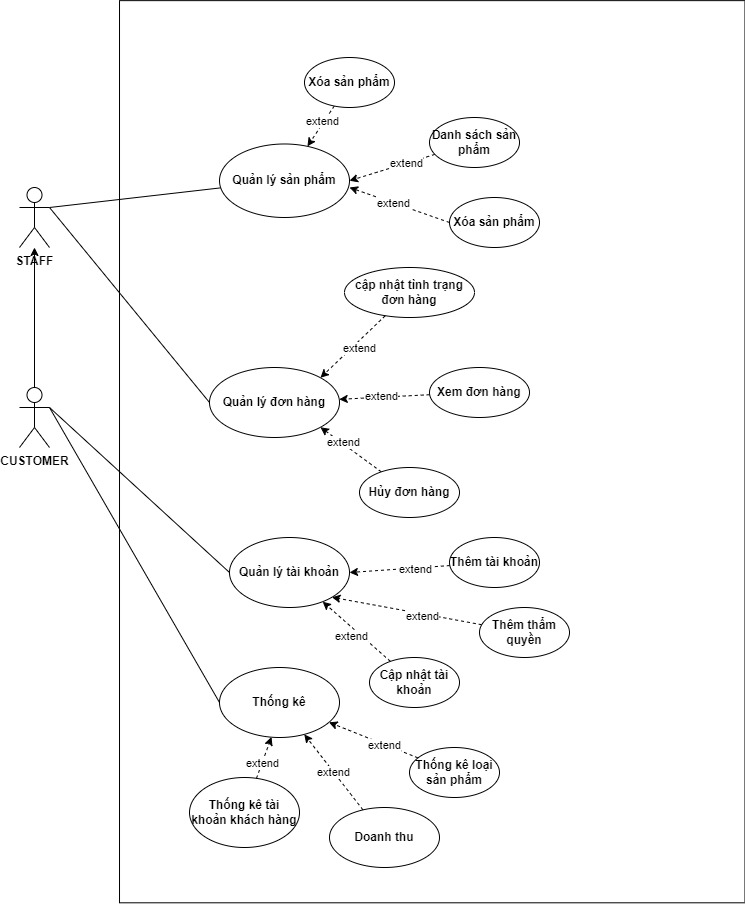 Xóa sản phẩm
extend
Danh sách sản
phẩm
extend
Quản lý sản phẩm
extend
Xóa sản phẩm
STAFF
cập nhật tình trạng
đơn hàng
extend
Xem đơn hàng
extend
Quản lý đơn hàng
extend
CUSTOMER
Hủy đơn hàng
Thêm tài khoản
extend
Quản lý tài khoản
extend
Thêm thẩm
quyền
extend
Cập nhật tài
khoản
Thống kê
extend
extend
extend
Thống kê loại
sản phẩm
Thống kê tài
khoản khách hàng
Doanh thu